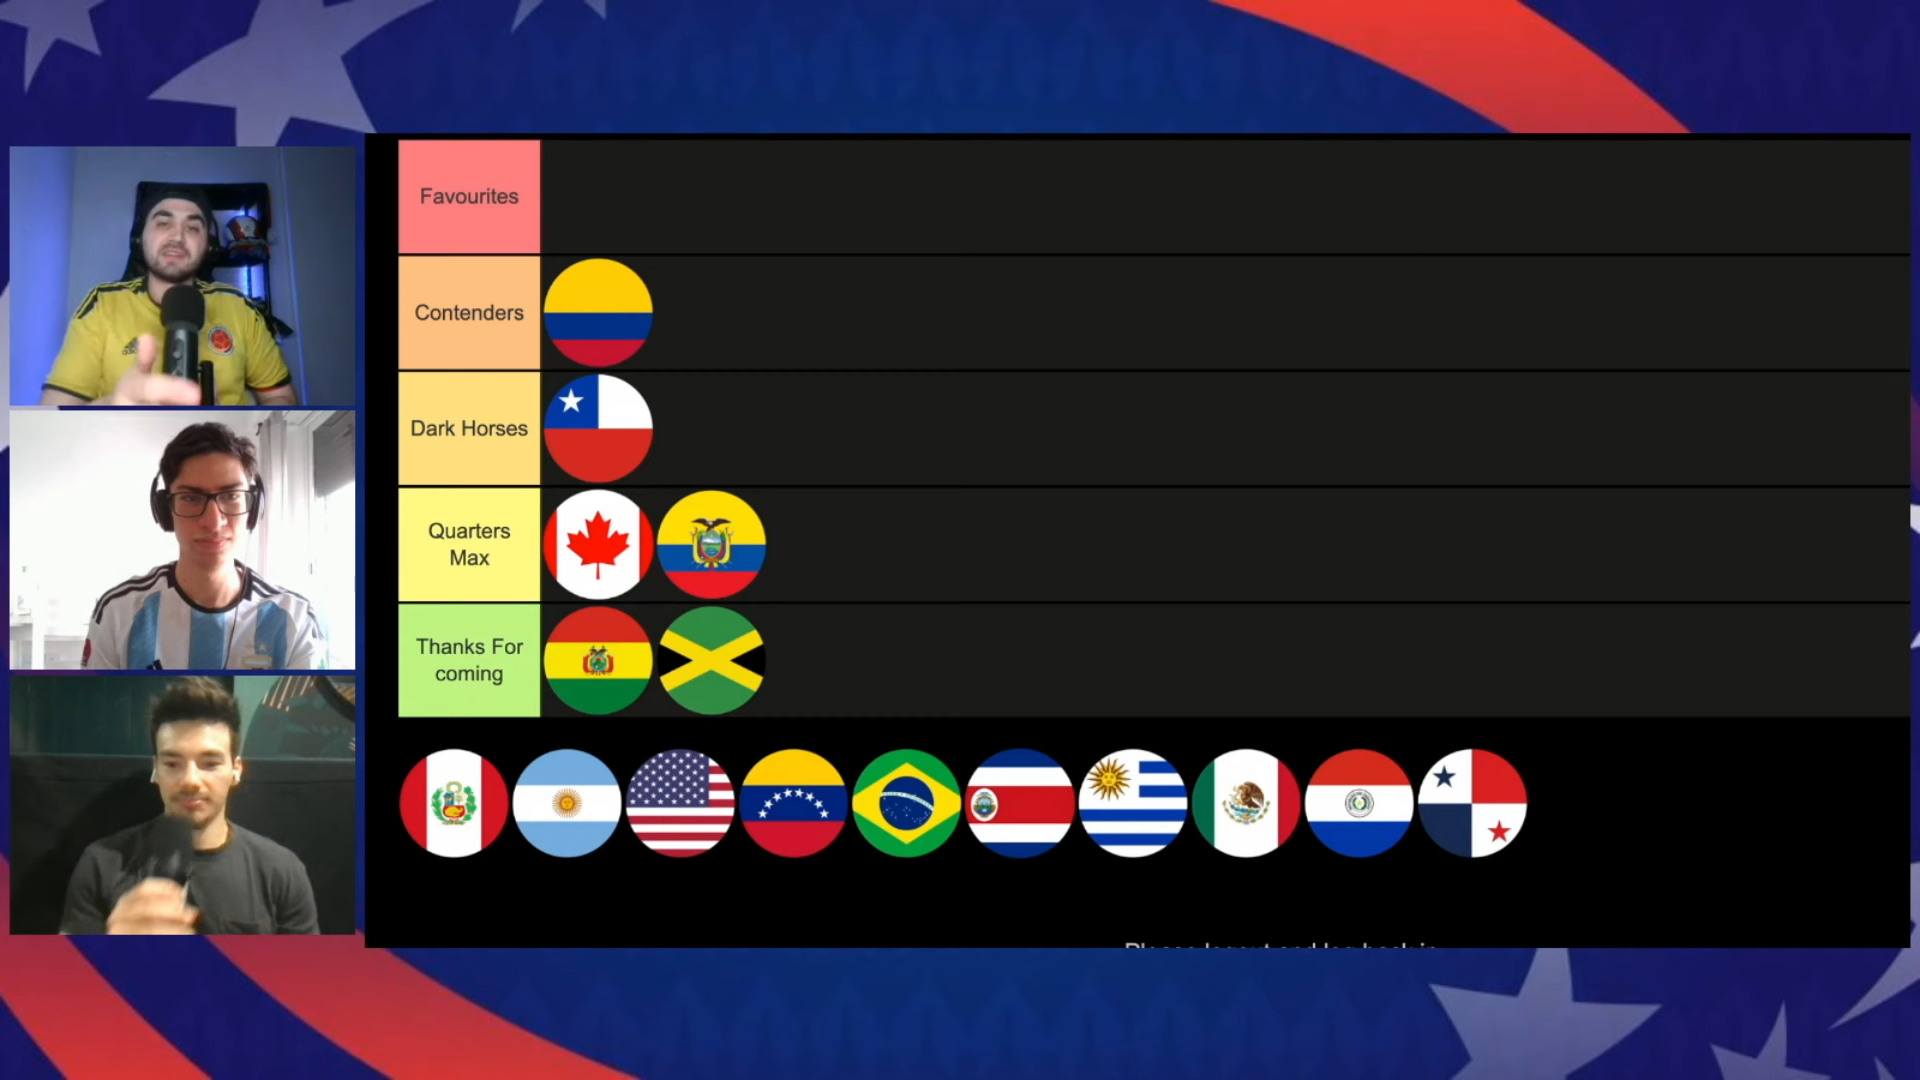 Favourites
Contenders
Dark Horses
Quarters
Max
Thanks For
coming